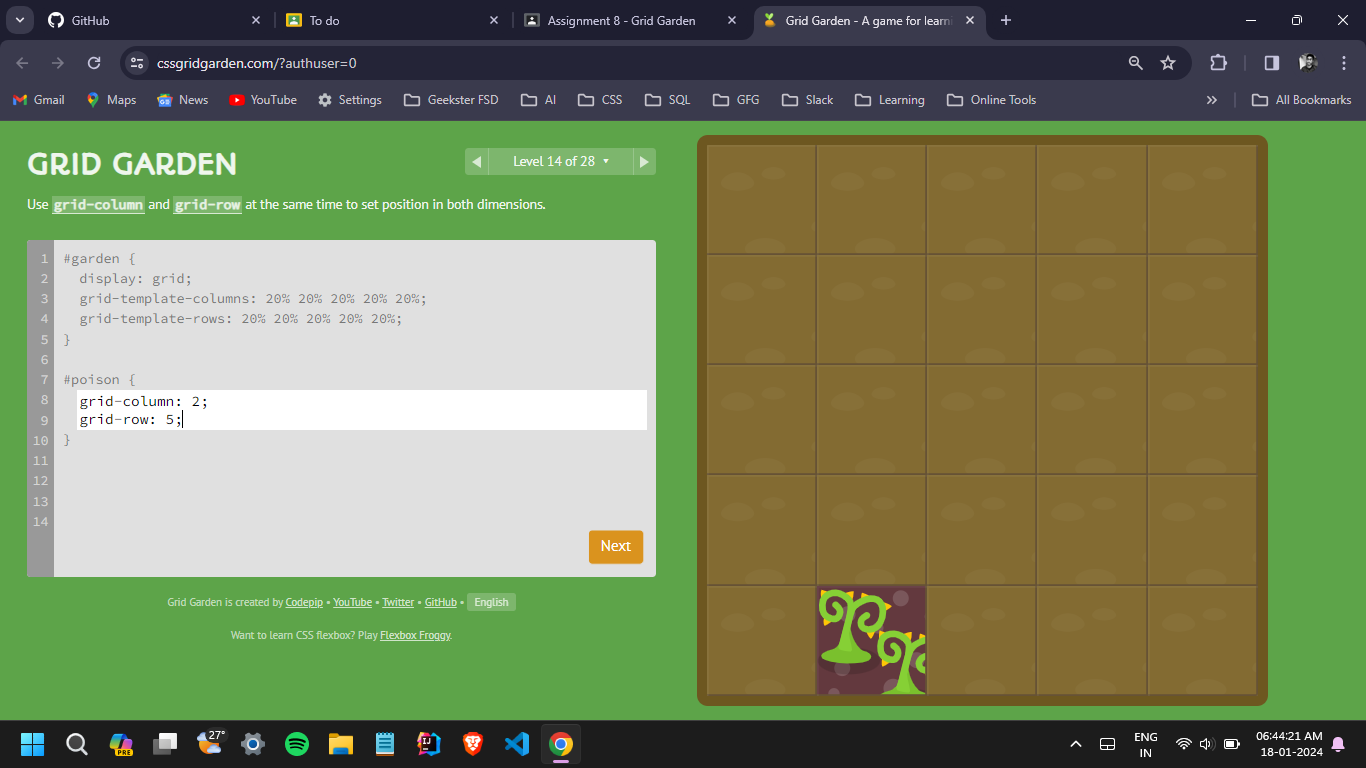 GitHub
To do
Assignment 8 - Grid Garden
Grid Garden - A game for learni
cssgridgarden.com/?authuser=0
Gmail
Maps
News
YouTube
Settings
Geekster FSD
AI
CSS
SQL
GFG
Slack
Learning
Online Tools
»
All Bookmarks
GRID GARDEN
Level 14 of 28
Use grid-column and grid-row at the same time to set position in both dimensions.
1 #garden {
2 display: grid;
3 grid-template-columns: 20% 20% 20% 20% 20%;
4 grid-template-rows: 20% 20% 20% 20% 20%;
5 }
6
7 #poison {
8 grid-column: 2;
9 grid-row: 5;
10 }
11
12
13
14
Next
Grid Garden is created by Codepip • YouTube • Twitter • GitHub • English
Want to learn CSS flexbox? Play Flexbox Froggy.
27°
PRE
ENG
IN
06:44:21 AM
18-01-2024